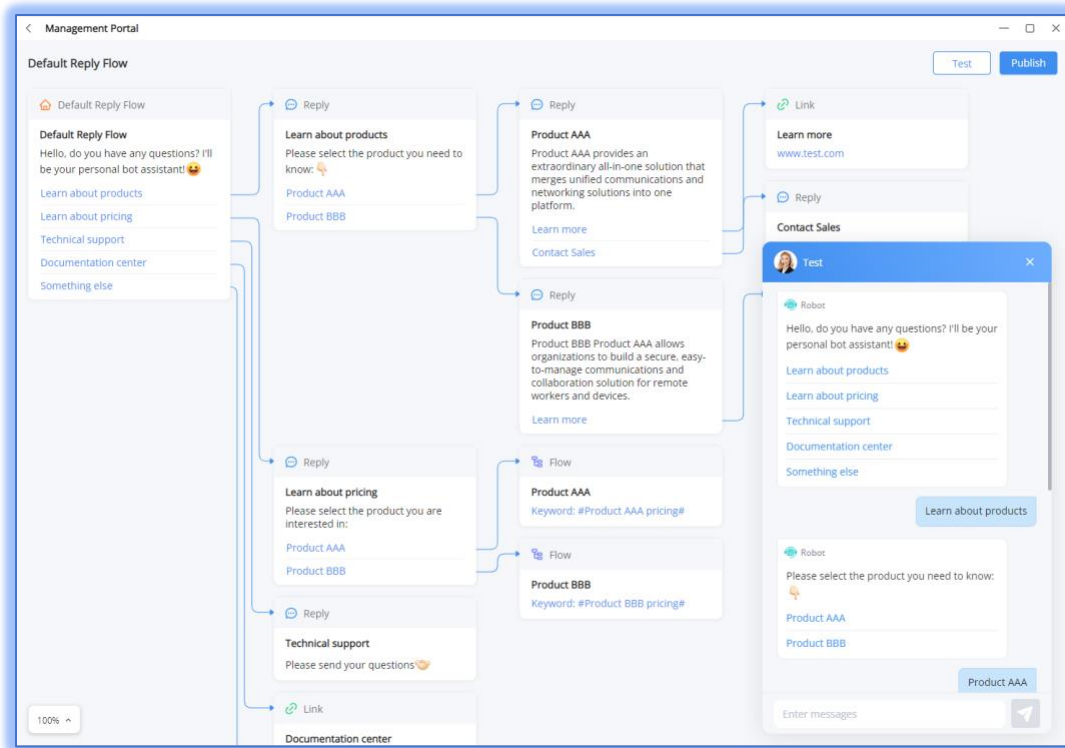 Management Portal
Default Reply Flow
Test
Publish
Default Reply Flow
Default Reply Flow
Hello, do you have any questions? I'll
be your personal bot assistant!😆
Learn about products
Learn about pricing
Technical support
Documentation center
Something else
Reply
Learn about products
Please select the product you need to
know: 👇🏻
Product AAA
Product BBB
Reply
Product AAA
Product AAA provides an
extraordinary all-in-one solution that
merges unified communications and
networking solutions into one
platform.
Learn more
Contact Sales
Link
Learn more
www.test.com
Reply
Contact Sales
Reply
Product BBB
Product BBB Product AAA allows
organizations to build a secure, easy-
to-manage communications and
collaboration solution for remote
workers and devices.
Learn more
Reply
Learn about pricing
Please select the product you are
interested in:
Product AAA
Product BBB
Flow
Product AAA
Keyword: #Product AAA pricing#
Flow
Product BBB
Keyword: #Product BBB pricing#
Reply
Technical support
Please send your questions🤝🏻
Link
Documentation center
100%
Test
Robot
Hello, do you have any questions? I'll be your
personal bot assistant!😆
Learn about products
Learn about pricing
Technical support
Documentation center
Something else
Learn about products
Robot
Please select the product you need to know:
👇🏻
Product AAA
Product BBB
Product AAA
Enter messages